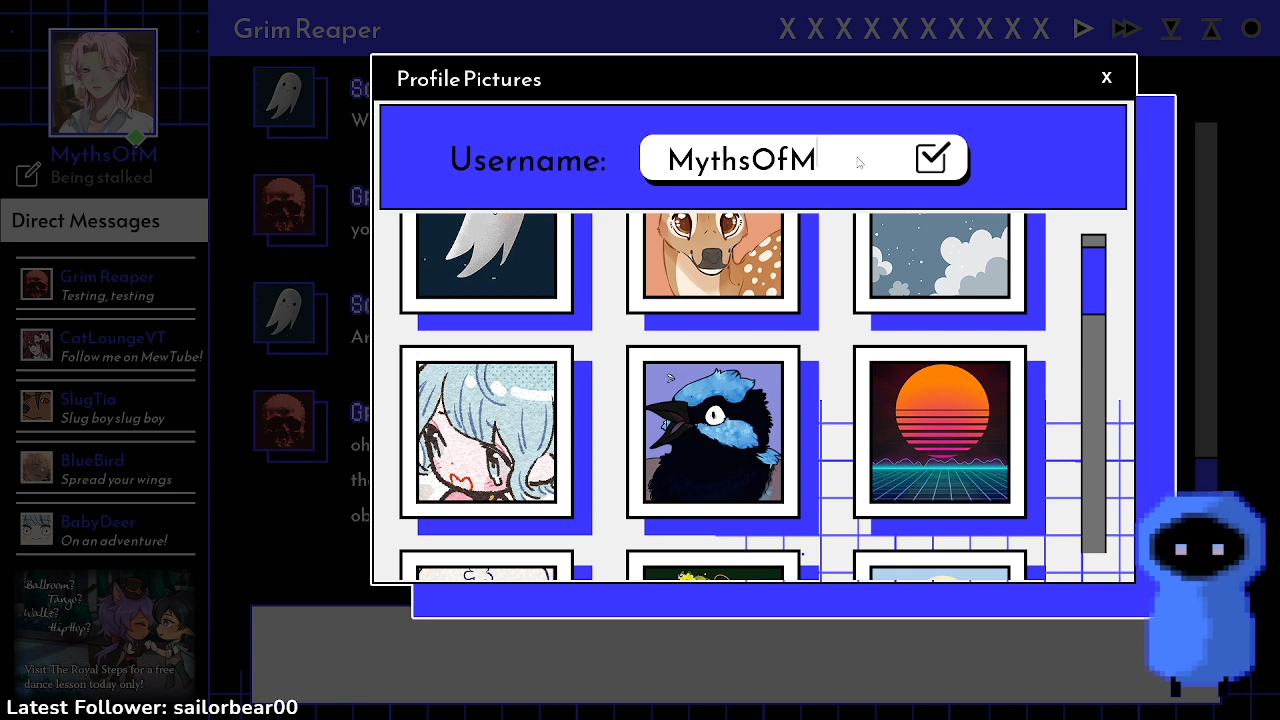 Grim Reaper
X X X X X X X X X X
Profile Pictures
X
Username:
MythsOfM
MythsOfM
Being stalked
Direct Messages
Grim Reaper
Testing, testing
CatLoungeVT
Follow me on MewTube!
SlugTia
Slug boy slug boy
BlueBird
Spread your wings
BabyDeer
On an adventure!
Ballroom?
Tango?
Waltz?
HipHop?
Visit The Royal Steps for a free
dance lesson today only!
Latest Follower: sailorbear00